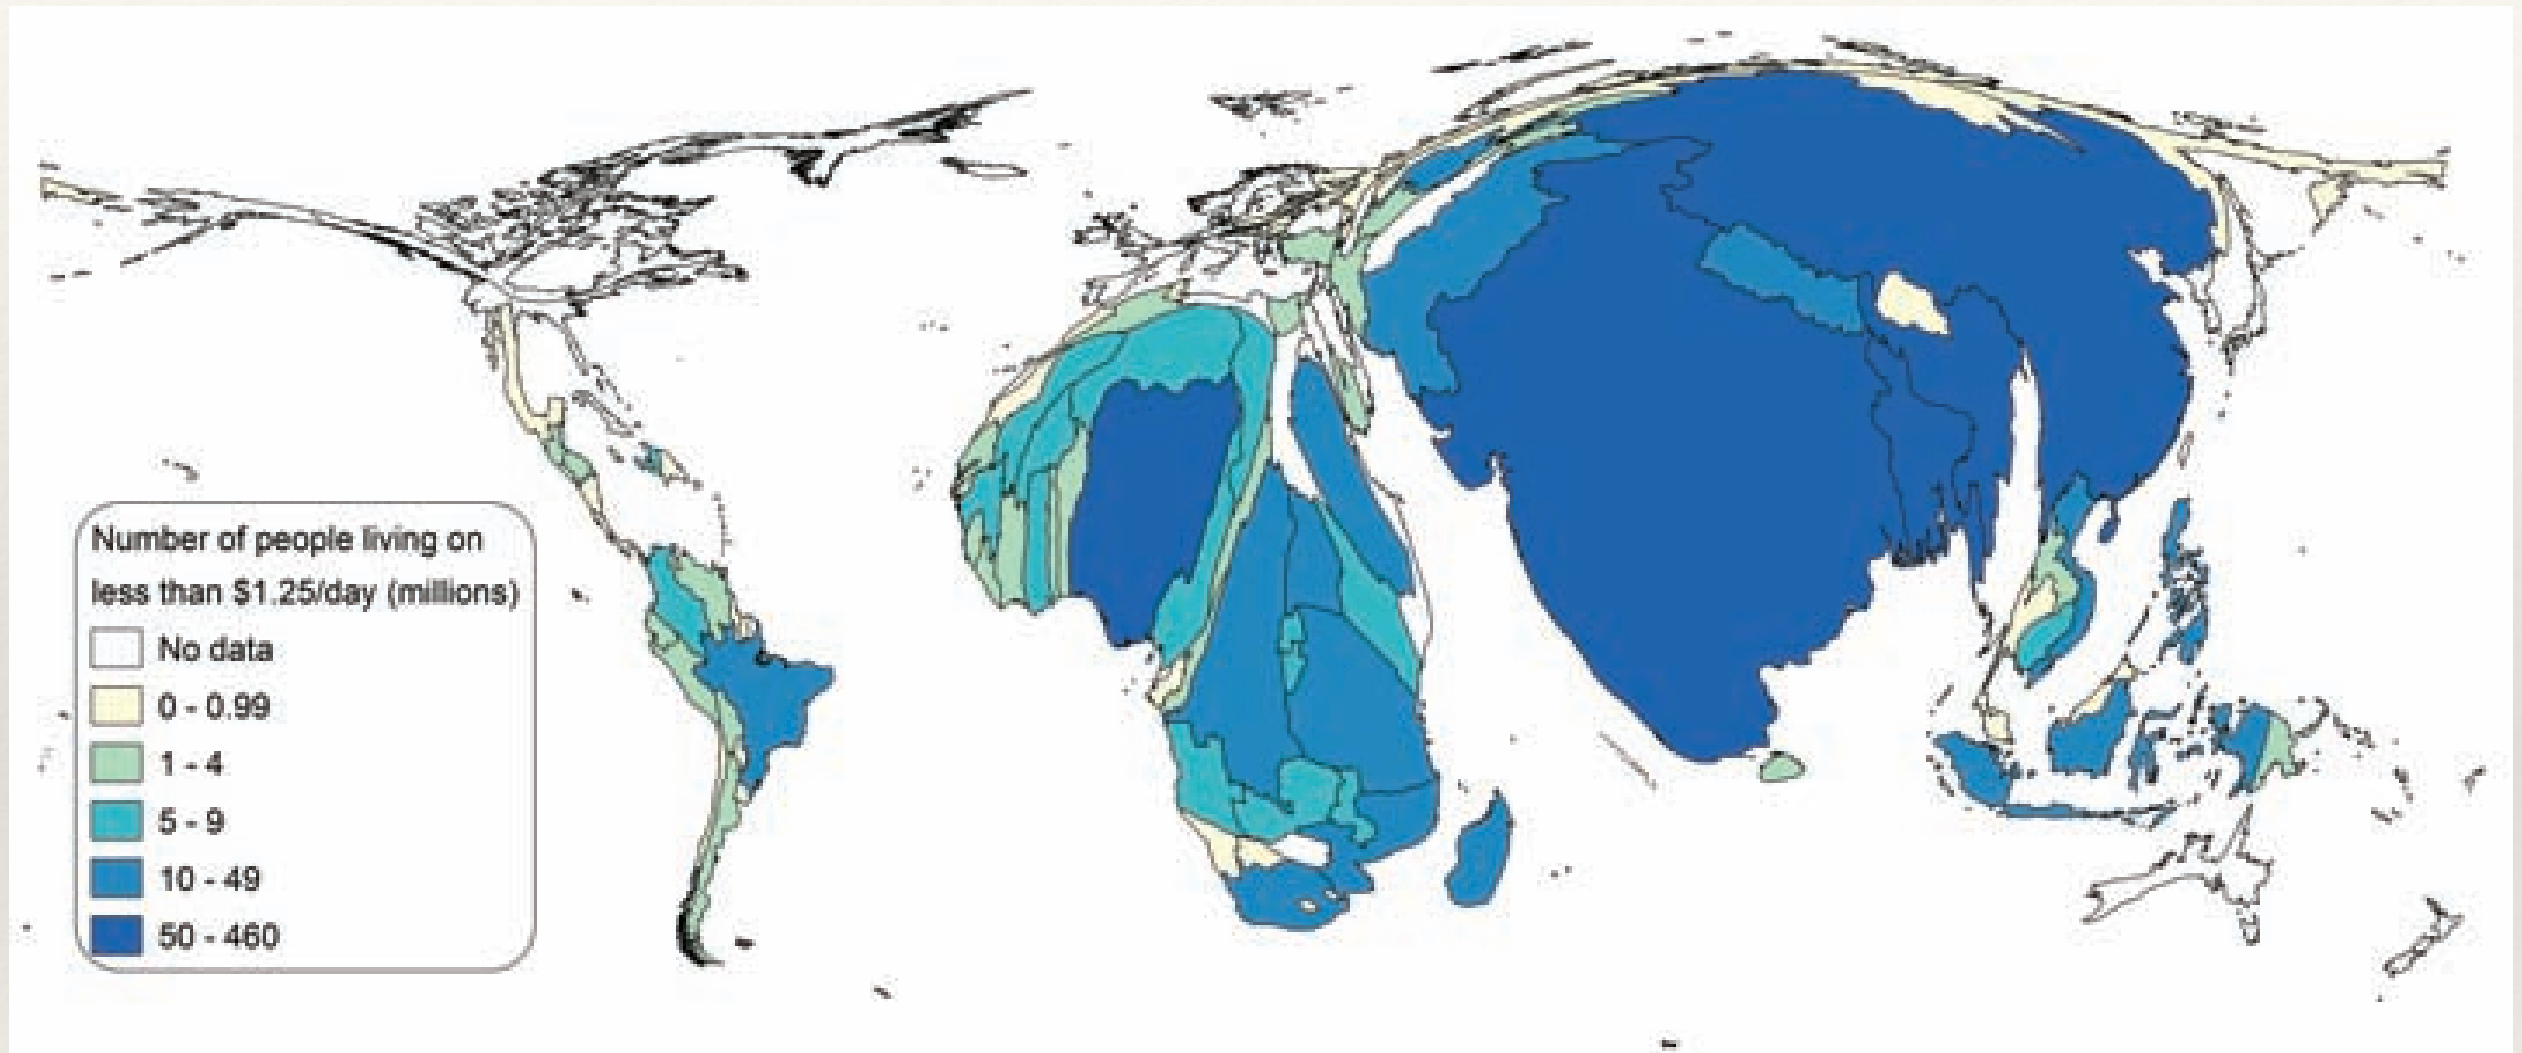 Number of people living on
less than $1.25/day (millions)
No data
0 - 0.99
1 - 4
5 - 9
10 - 49
50 - 460